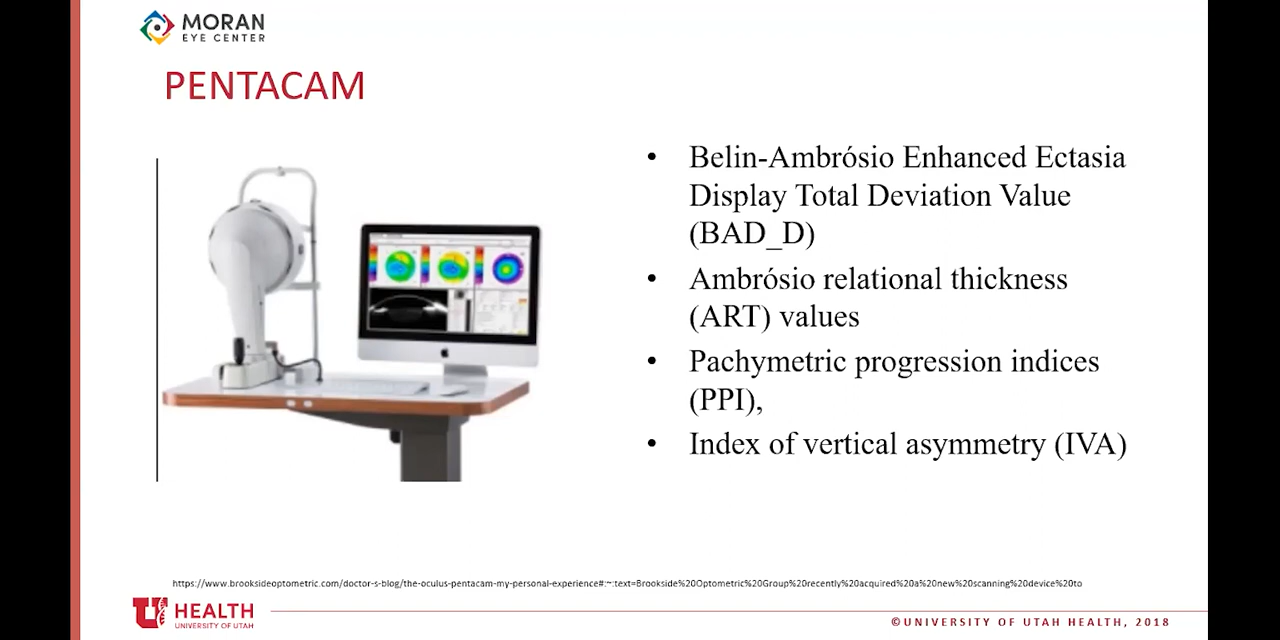 MORAN
EYE CENTER
PENTACAM
• Belin-Ambrósio Enhanced Ectasia
Display Total Deviation Value
(BAD_D)
• Ambrósio relational thickness
(ART) values
• Pachymetric progression indices
(PPI),
• Index of vertical asymmetry (IVA)
https://www.brooksideoptometric.com/doctor-s-blog/the-oculus-pentacam-my-personal-experience#:~:text=Brookside%20Optometric%20Group%20recently%20acquired%20a%20new%20scanning%20device%20to
U HEALTH
UNIVERSITY OF UTAH
©UNIVERSITY OF UTAH HEALTH, 2018